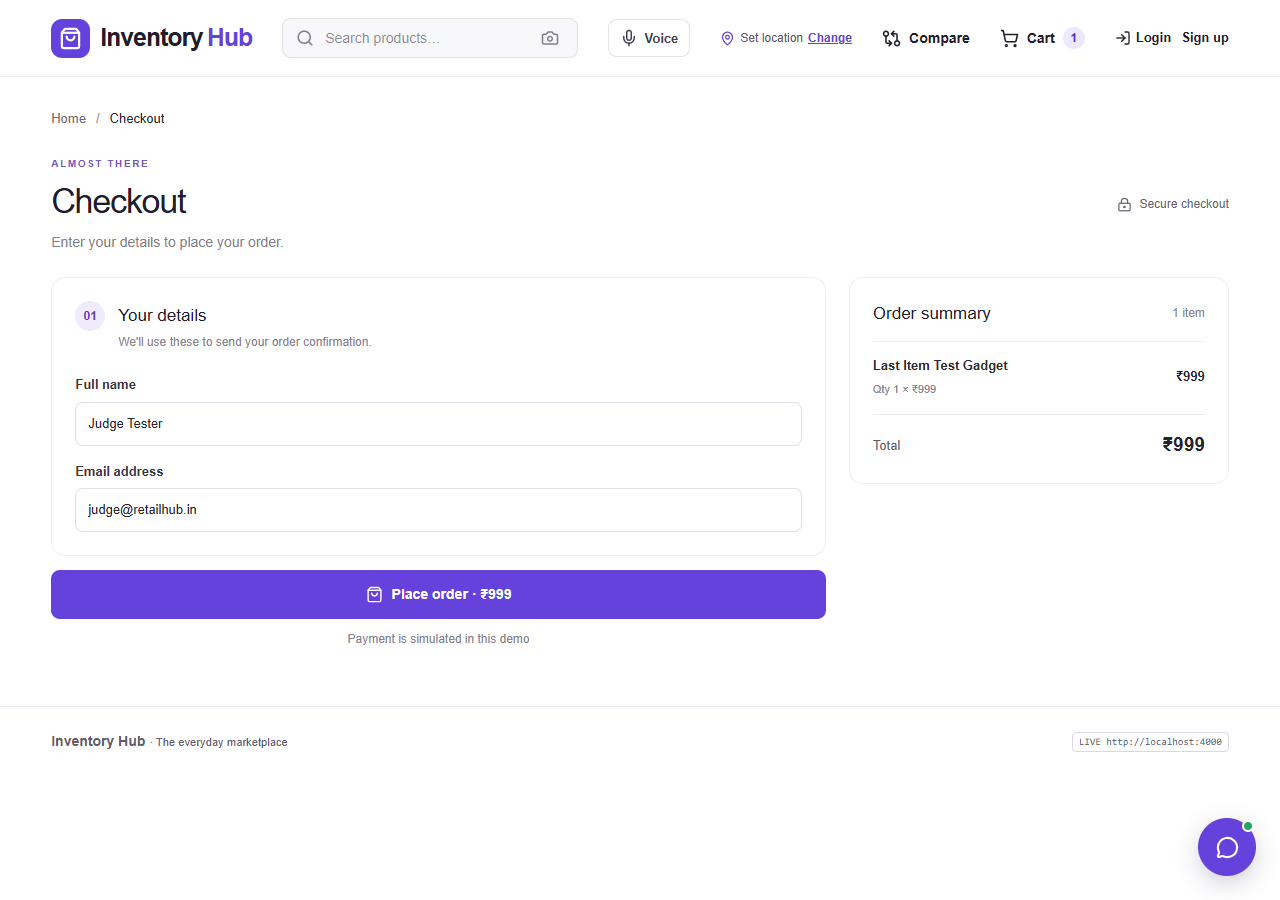 Inventory Hub
Search products...
Voice
Set location Change
Compare
Cart 1
Login
Sign up
Home / Checkout
ALMOST THERE
Checkout
Secure checkout
Enter your details to place your order.
01
Your details
We'll use these to send your order confirmation.
Full name
Judge Tester
Email address
judge@retailhub.in
Place order · ₹999
Payment is simulated in this demo
Order summary
1 item
Last Item Test Gadget
₹999
Qty 1 × ₹999
Total
₹999
Inventory Hub · The everyday marketplace
LIVE http://localhost:4000